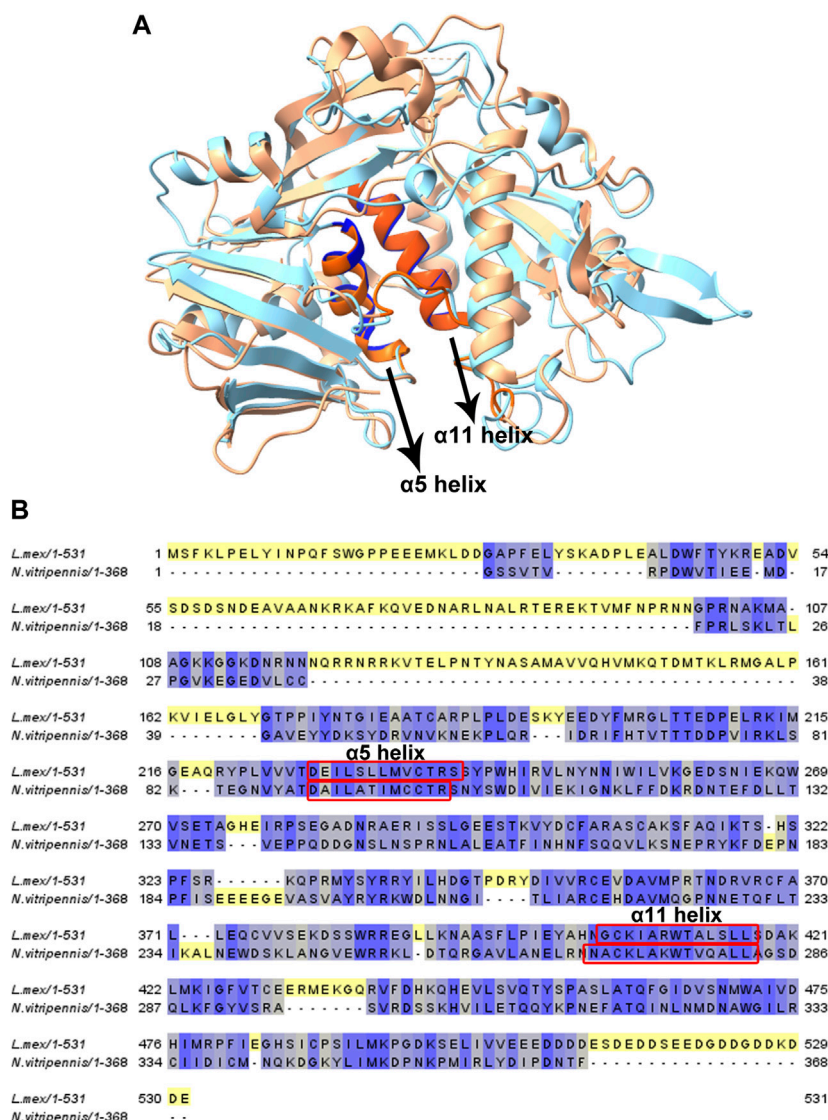 A
α11 helix
α5 helix
B
L.mex/1-531 1 MSFKLPELYINPQFSWGPPEEEMKLDDGAPFELYSKADPLEALDWFTYKREADV 54
N.vitripennis/1-368 1 ---------------------------GSSVTV--------RPDWVTIEE-MD- 17
L.mex/1-531 55 SDSDSNDEAVAANKRKAFKQVEDNARLNALRTEREKTVMFNPRNNGPRNAKMA- 107
N.vitripennis/1-368 18 ---------------------------------------------FPRLSKLTL 26
L.mex/1-531 108 AGKKGGKDNRNNNQRRNRRKVTELPNTYNASAMAVVQHVMKQTDMTKLRMGALP 161
N.vitripennis/1-368 27 PGVKEGEDVLCC------------------------------------------ 38
L.mex/1-531 162 KVIELGLYGTPPIYNTGIEAATCARPLPLDESKYEEDYFMRGLTTEDPELRKIM 215
N.vitripennis/1-368 39 --------GAVEYYDKSYDRVNVKNEKPLQR---IDRIFHTVTTTDDPVIRKLS 81
α5 helix
L.mex/1-531 216 GEAQRYPLVVVTDEILSLLMVCTRSSYPWHIRVLNYNNIWILVKGEDSNIEKQW 269
N.vitripennis/1-368 82 K---TEGNVYATDAILATIMCCTRSNYSWDIVIEKIGNKLFFDKRDNTEFDLLT 132
L.mex/1-531 270 VSETAGHEIRPSEGADNRAERISSLGEESTKVYDCFARASCAKSFAQIKTS-HS 322
N.vitripennis/1-368 133 VNETS---VEPPQDDGNSLNSPRNLALEATFINHNFSQQVLKSNEPRYKFDEPN 183
L.mex/1-531 323 PFSR------KQPRMYSYRRYILHDGTPDRYDIVVRCEVDAVMPRTNDRVRCFA 370
N.vitripennis/1-368 184 PFISEEEEEGEVASVAYRYRKWDLNNGI----TLIARCEHDAVMQGPNNETQFLT 233
α11 helix
L.mex/1-531 371 L---LEQCVVTCVSEWRREGLLKNAASVFLPIEYAHNGCKIARWTALSLLSDAK 421
N.vitripennis/1-368 234 IKALNEWDSKLANGVSWRRKL-DTQRGAVLANELRNNACKLAKWTVQALLAGSD 286
L.mex/1-531 422 LMKIGFVTCVEERMEKGQRVFDHKQHEVLSVQTYSPASLATQFGIDVSNMWAIVD 475
N.vitripennis/1-368 287 QLKFGYVSRA-------SVRDSSKHVILETQQYKPNEFATQINLNMDNAWGILR 333
L.mex/1-531 476 HIMRPFIEGHSICPSILMKPGDKSELIVVEEEDDDDESDEDDSEEDGDDGDDKD 529
N.vitripennis/1-368 334 CIIDICM-NQKDGKYLIMKDPNKPMIRLYDIPDNTF------------------ 368
L.mex/1-531 530 DE 531
N.vitripennis/1-368 --